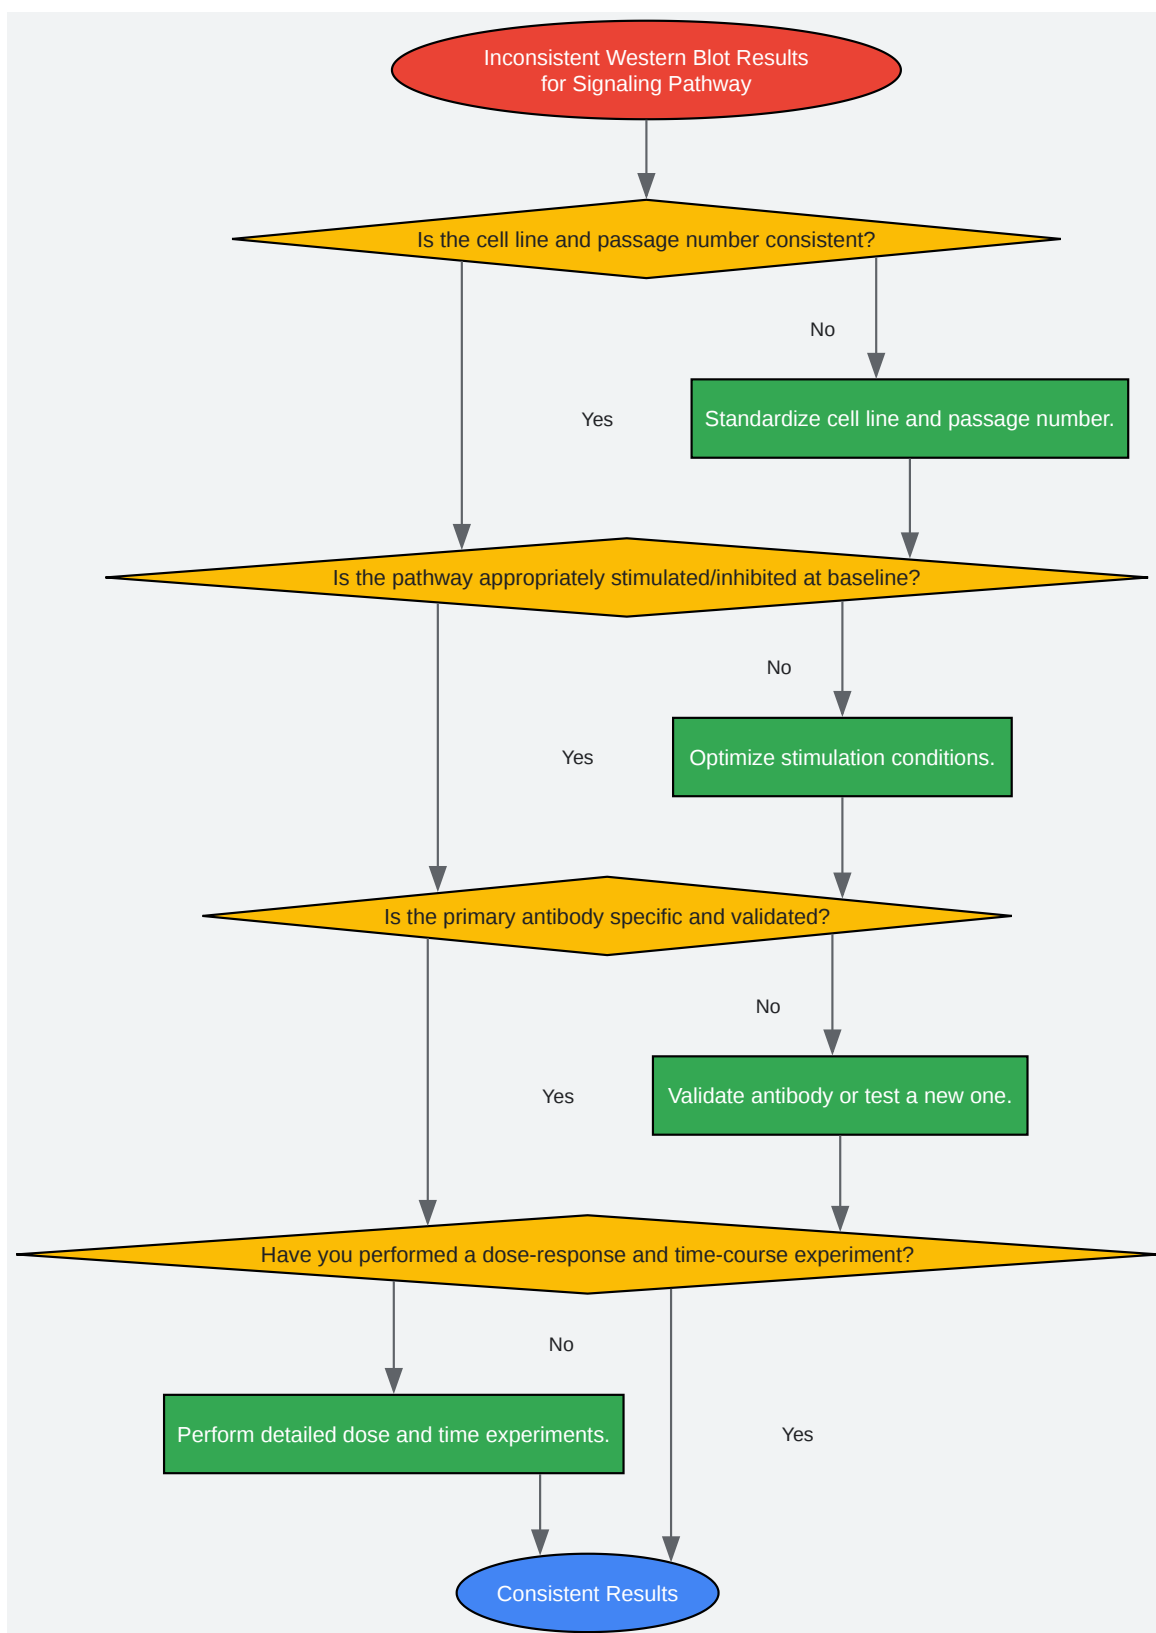 Inconsistent Western Blot Results
for Signaling Pathway
Is the cell line and passage number consistent?
No
Yes
Standardize cell line and passage number.
Is the pathway appropriately stimulated/inhibited at baseline?
No
Yes
Optimize stimulation conditions.
Is the primary antibody specific and validated?
No
Yes
Validate antibody or test a new one.
Have you performed a dose-response and time-course experiment?
No
Perform detailed dose and time experiments.
Yes
Consistent Results